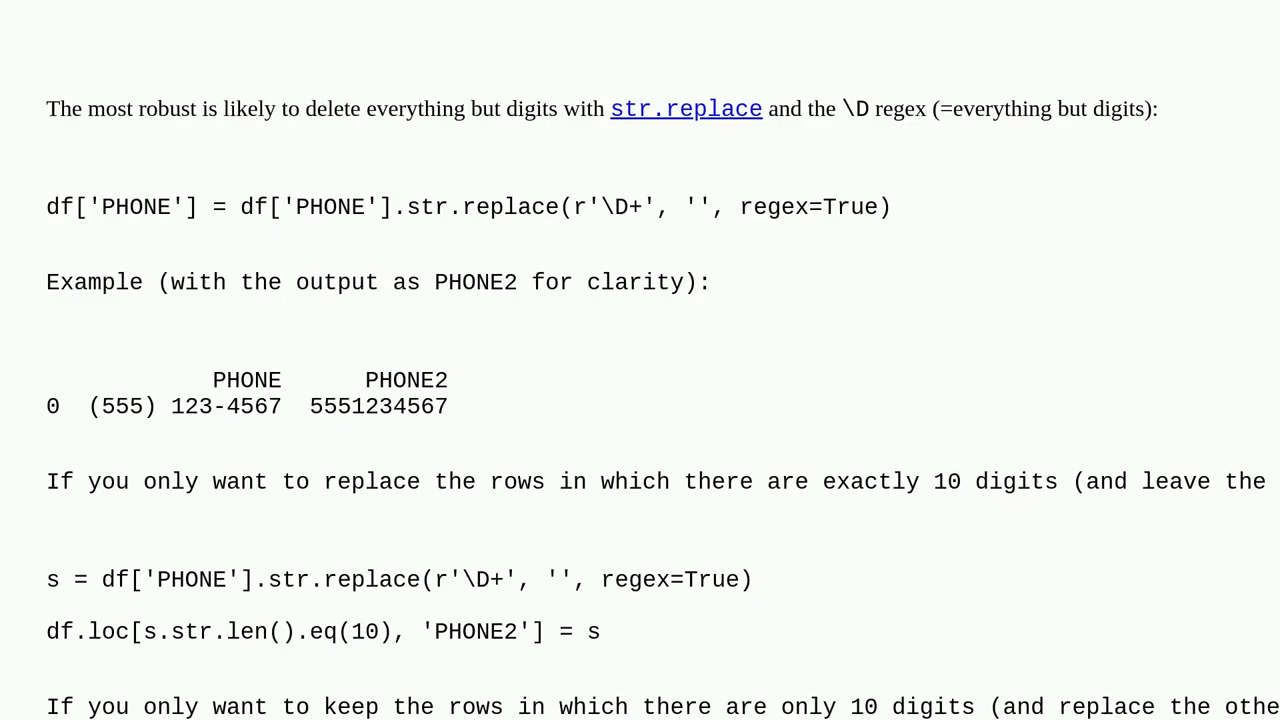 The most robust is likely to delete everything but digits with str.replace and the \D regex (=everything but digits):
df['PHONE'] = df['PHONE'].str.replace(r'\D+', '', regex=True)
Example (with the output as PHONE2 for clarity):
            PHONE      PHONE2
0  (555) 123-4567  5551234567
If you only want to replace the rows in which there are exactly 10 digits (and leave the
s = df['PHONE'].str.replace(r'\D+', '', regex=True)
df.loc[s.str.len().eq(10), 'PHONE2'] = s
If you only want to keep the rows in which there are only 10 digits (and replace the